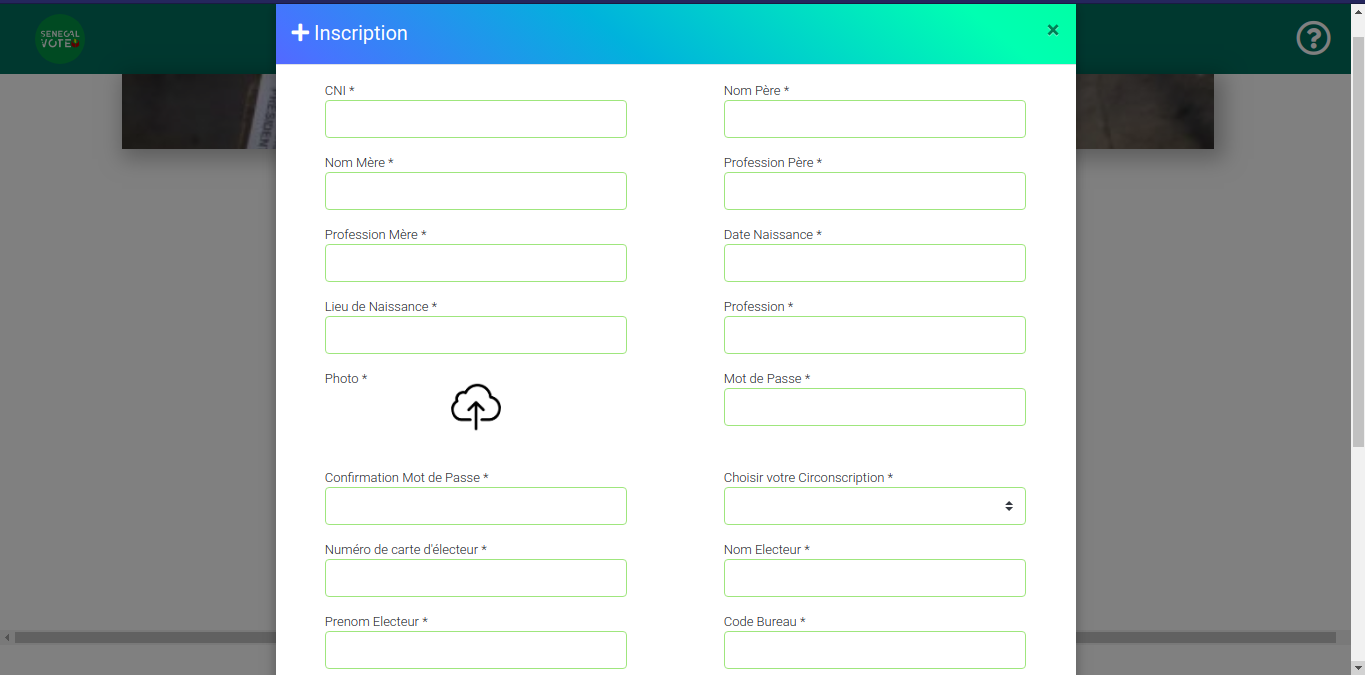 SENEGAL
VOTE
Inscription
×
?
PRESIDEN
CNI *
Nom Père *
Nom Mère *
Profession Père *
Profession Mère *
Date Naissance *
Lieu de Naissance *
Profession *
Photo *
Mot de Passe *
Confirmation Mot de Passe *
Choisir votre Circonscription *
Numéro de carte d'électeur *
Nom Electeur *
Prenom Electeur *
Code Bureau *